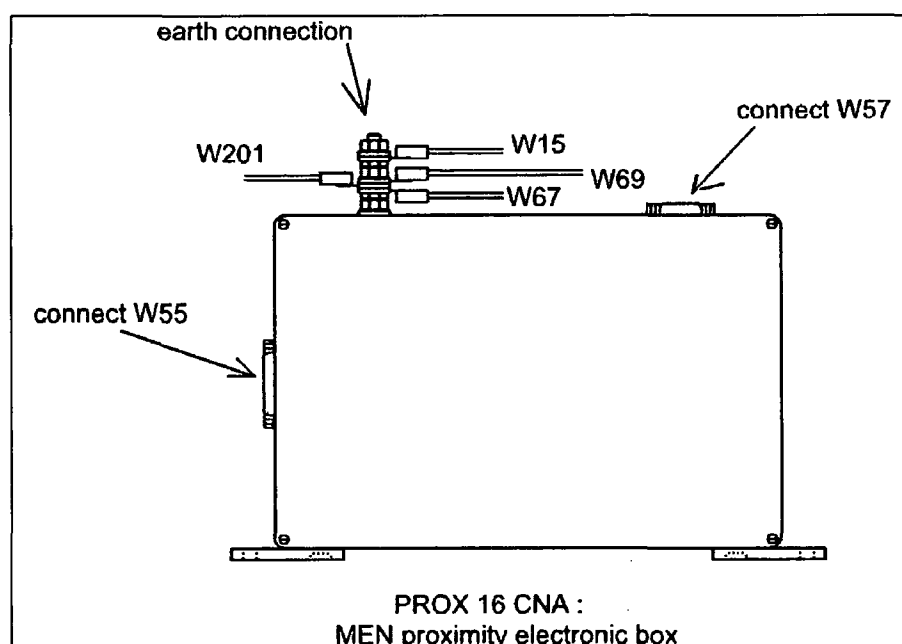 earth connection
connect W57
W201
W15
W69
W67
connect W55
PROX 16 CNA :
MEN proximity electronic box